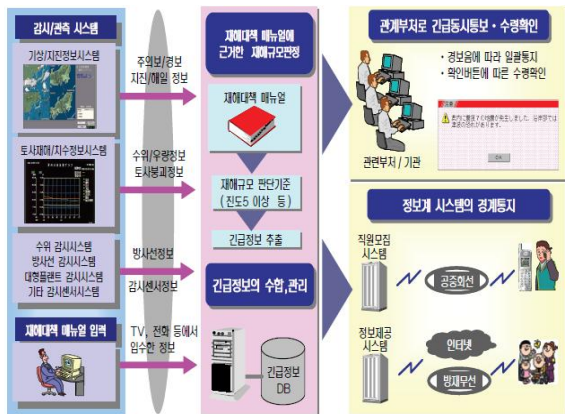 감시/관측 시스템
기상/지진정보시스템
토사재해/치수정보시스템
수위 감시시스템
방사선 감시시스템
대형플랜트 감시시스템
기타 감시센서시스템
재해대책 매뉴얼 입력
주의보/경보
지진/해일 정보
수위/우량정보
토사붕괴정보
방사선정보
감시센서정보
TV, 전화 등에서
입수한 정보
재해대책 매뉴얼에
근거한 재해규모판정
재해대책 매뉴얼
재해규모 판단기준
(진도5 이상 등)
긴급정보 추출
긴급정보의 수합,관리
긴급정보
DB
관계부처로 긴급동시통보·수령확인
• 경보음에 따라 일괄통지
• 확인버튼에 따른 수령확인
관련부처 / 기관
OK
정보계 시스템의 경계통지
직원모집
시스템
공중회선
정보제공
시스템
인터넷
방재무선